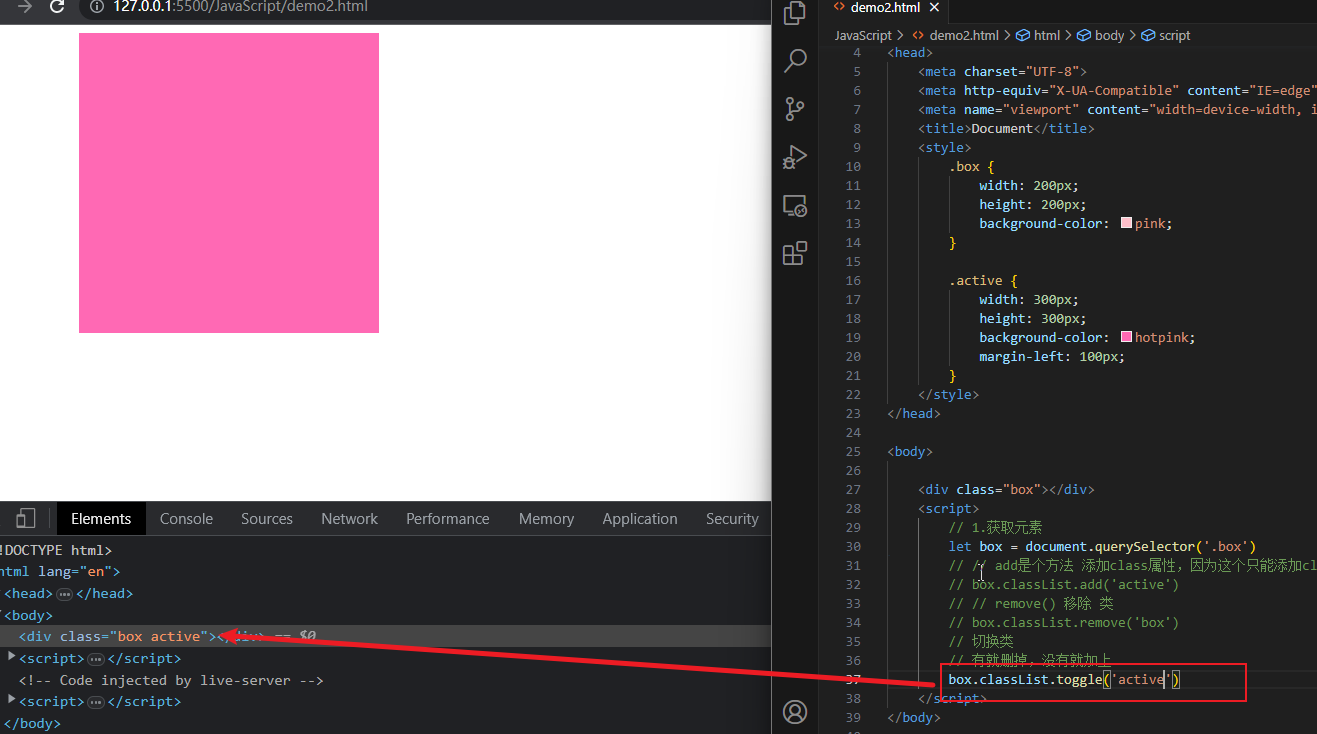 127.0.0.1:5500/JavaScript/demo2.html
Elements Console Sources Network Performance Memory Application Security
!DOCTYPE html>
html lang="en">
<head> ⋯ </head>
<body>
<div class="box active"></div> == $0
<script> ⋯ </script>
<!-- Code injected by live-server -->
<script> ⋯ </script>
</body>
<> demo2.html ×
JavaScript > <> demo2.html > html > body > script
4 <head>
5 <meta charset="UTF-8">
6 <meta http-equiv="X-UA-Compatible" content="IE=edge"
7 <meta name="viewport" content="width=device-width, i
8 <title>Document</title>
9 <style>
10 .box {
11 width: 200px;
12 height: 200px;
13 background-color: pink;
14 }
15
16 .active {
17 width: 300px;
18 height: 300px;
19 background-color: hotpink;
20 margin-left: 100px;
21 }
22 </style>
23 </head>
24
25 <body>
26
27 <div class="box"></div>
28 <script>
29 // 1.获取元素
30 let box = document.querySelector('.box')
31 // // add是个方法 添加class属性，因为这个只能添加cl
32 // box.classList.add('active')
33 // // remove() 移除 类
34 // box.classList.remove('box')
35 // 切换类
36 // 有就删掉，没有就加上
37 box.classList.toggle('active')
38 </script>
39 </body>